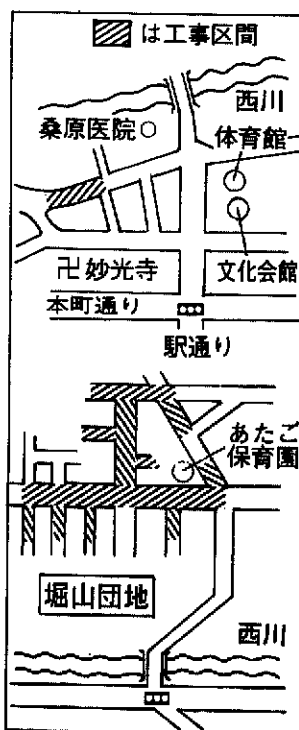 は工事区間
西川
桑原医院
体育館
卍妙光寺
文化会館
本町通り
駅通り
あたご
保育園
堀山団地
西川